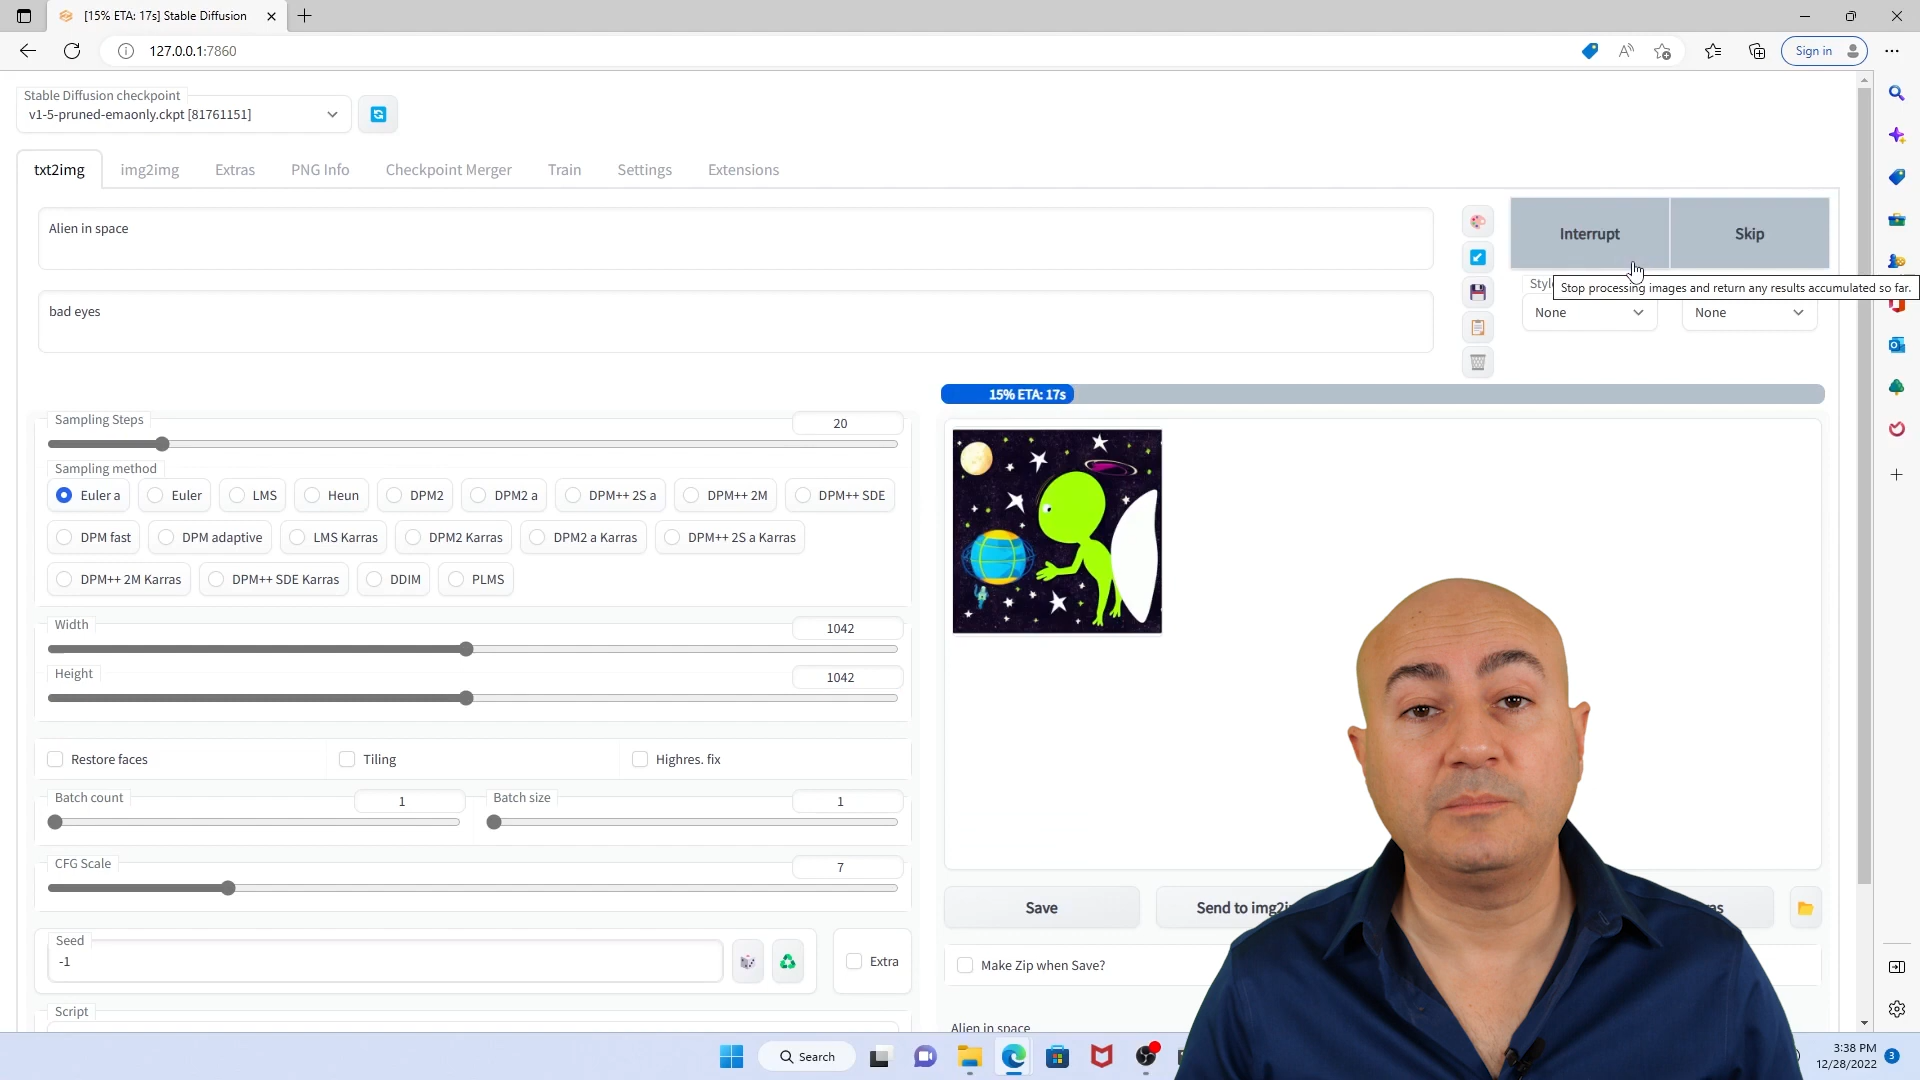 [15% ETA: 17s] Stable Diffusion
127.0.0.1:7860
Sign in
Stable Diffusion checkpoint
v1-5-pruned-emaonly.ckpt [81761151]
txt2img img2img Extras PNG Info Checkpoint Merger Train Settings Extensions
Alien in space
Interrupt Skip
Stop processing images and return any results accumulated so far.
bad eyes
None None
15% ETA: 17s
Sampling Steps
20
Sampling method
Euler a Euler LMS Heun DPM2 DPM2 a DPM++ 2S a DPM++ 2M DPM++ SDE
DPM fast DPM adaptive LMS Karras DPM2 Karras DPM2 a Karras DPM++ 2S a Karras
DPM++ 2M Karras DPM++ SDE Karras DDIM PLMS
Width
1042
Height
1042
Restore faces Tiling Highres. fix
Batch count 1 Batch size 1
CFG Scale
7
Save Send to
Seed
-1
Extra
Make Zip when Save?
Script
Alien in space
Search
3:38 PM
12/28/2022
3